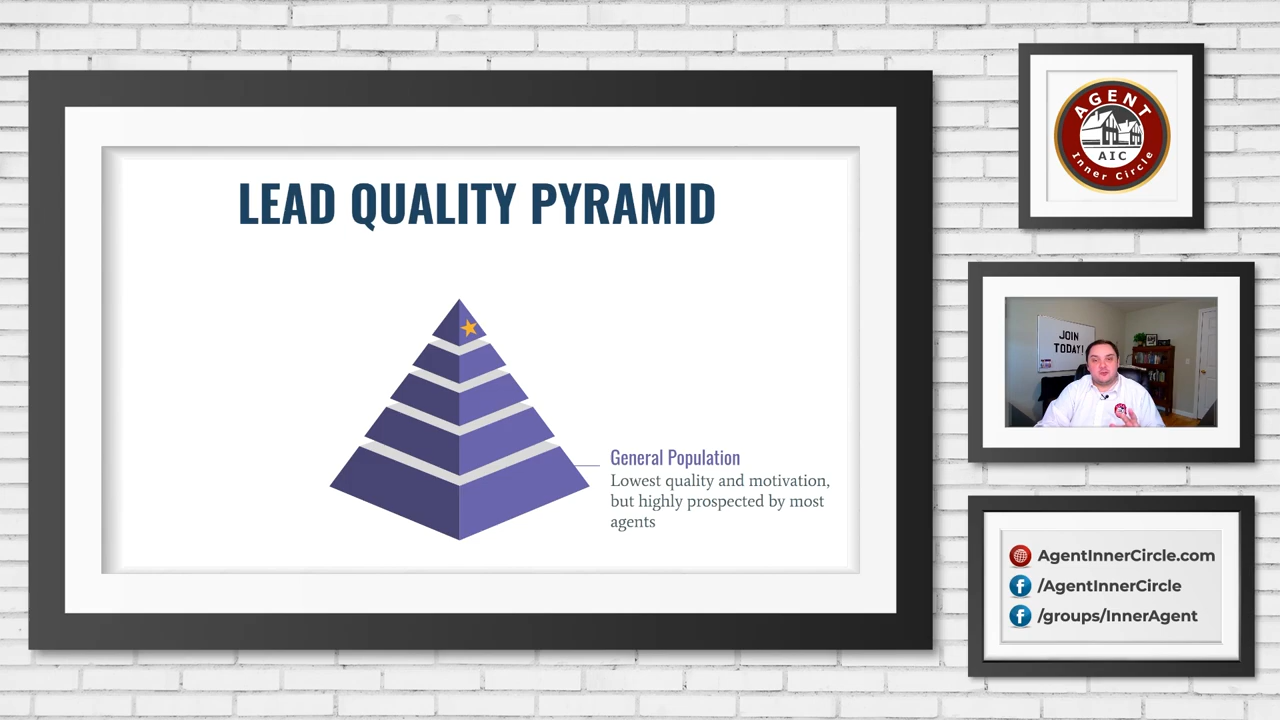 LEAD QUALITY PYRAMID
General Population
Lowest quality and motivation,
but highly prospected by most
agents
AGENT
AIC
Inner Circle
JOIN
TODAY!
AgentInnerCircle.com
/AgentInnerCircle
/groups/InnerAgent